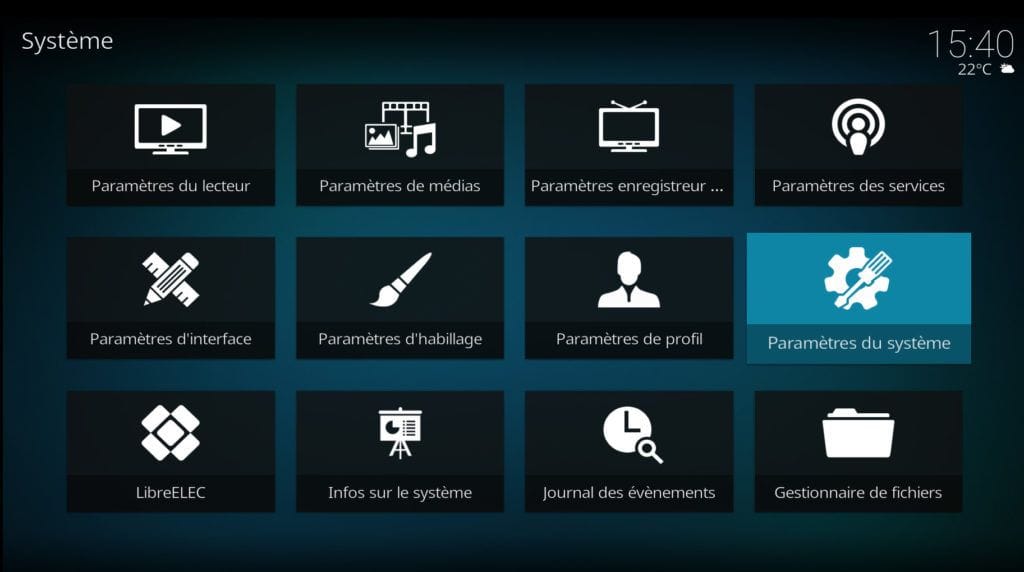 Système
15:40
22°C
Paramètres du lecteur
Paramètres de médias
Paramètres enregistreur ...
Paramètres des services
Paramètres d'interface
Paramètres d'habillage
Paramètres de profil
Paramètres du système
LibreELEC
Infos sur le système
Journal des évènements
Gestionnaire de fichiers